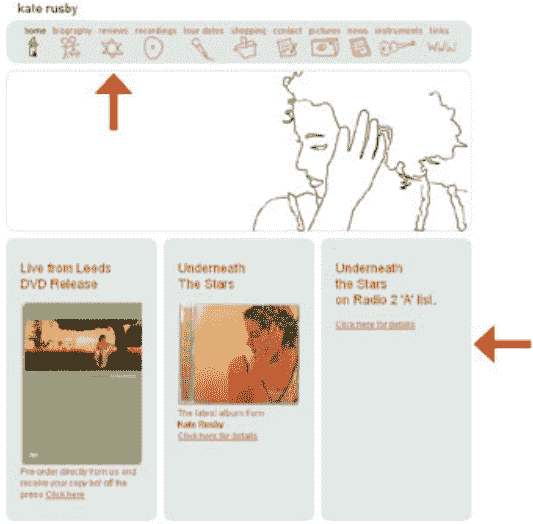 kate rusby
home biography reviews recordings tour dates shopping contact pictures news instruments links
www
Live from Leeds
DVD Release
Pre-order directly from us and
receive your copy hot off the
press Click here
Underneath
The Stars
The latest album from
Kate Rusby
Click here for details
Underneath
the Stars
on Radio 2 'A' list.
Click here for details